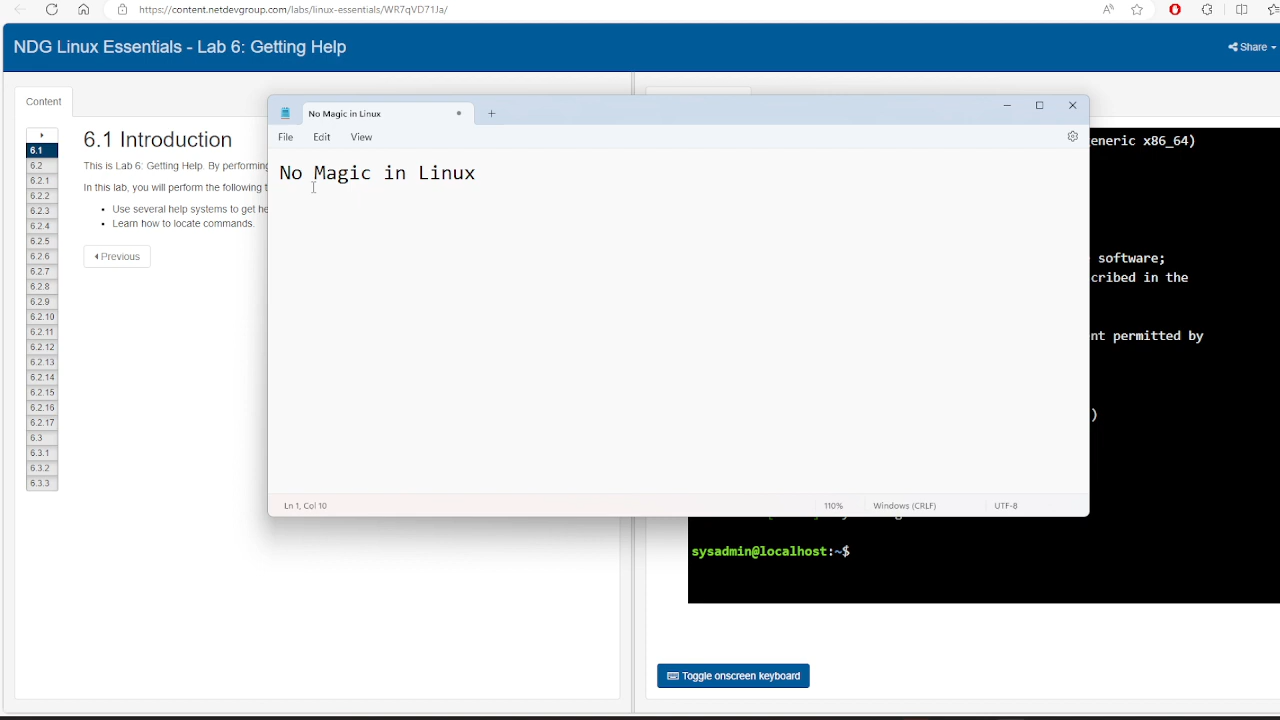 https://content.netdevgroup.com/labs/linux-essentials/WR7qVD71Ja/
NDG Linux Essentials - Lab 6: Getting Help
Share
Content
6.1
6.2
6.2.1
6.2.2
6.2.3
6.2.4
6.2.5
6.2.6
6.2.7
6.2.8
6.2.9
6.2.10
6.2.11
6.2.12
6.2.13
6.2.14
6.2.15
6.2.16
6.2.17
6.3
6.3.1
6.3.2
6.3.3
6.1 Introduction
This is Lab 6: Getting Help. By performing
In this lab, you will perform the following t
• Use several help systems to get he
• Learn how to locate commands.
Previous
No Magic in Linux
File Edit View
No Magic in Linux
Ln 1, Col 10 110% Windows (CRLF) UTF-8
eneric x86_64)
software;
cribed in the
nt permitted by
)
sysadmin@localhost:~$
Toggle onscreen keyboard